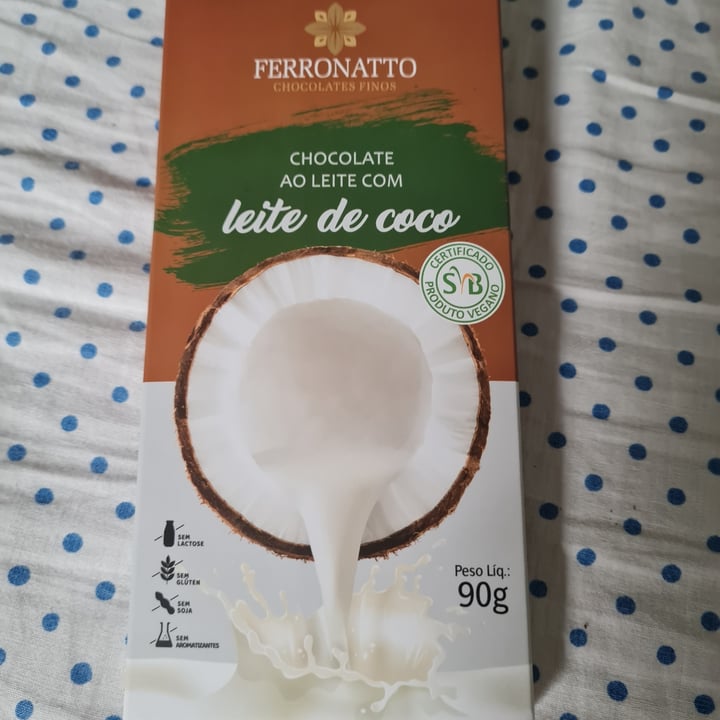 FERRONATTO
CHOCOLATES FINOS
CHOCOLATE
AO LEITE COM
leite de coco
CERTIFICADO
SVB
PRODUTO VEGANO
SEM
LACTOSE
SEM
GLÚTEN
SEM
SOJA
SEM
AROMATIZANTES
Peso Líq.:
90g